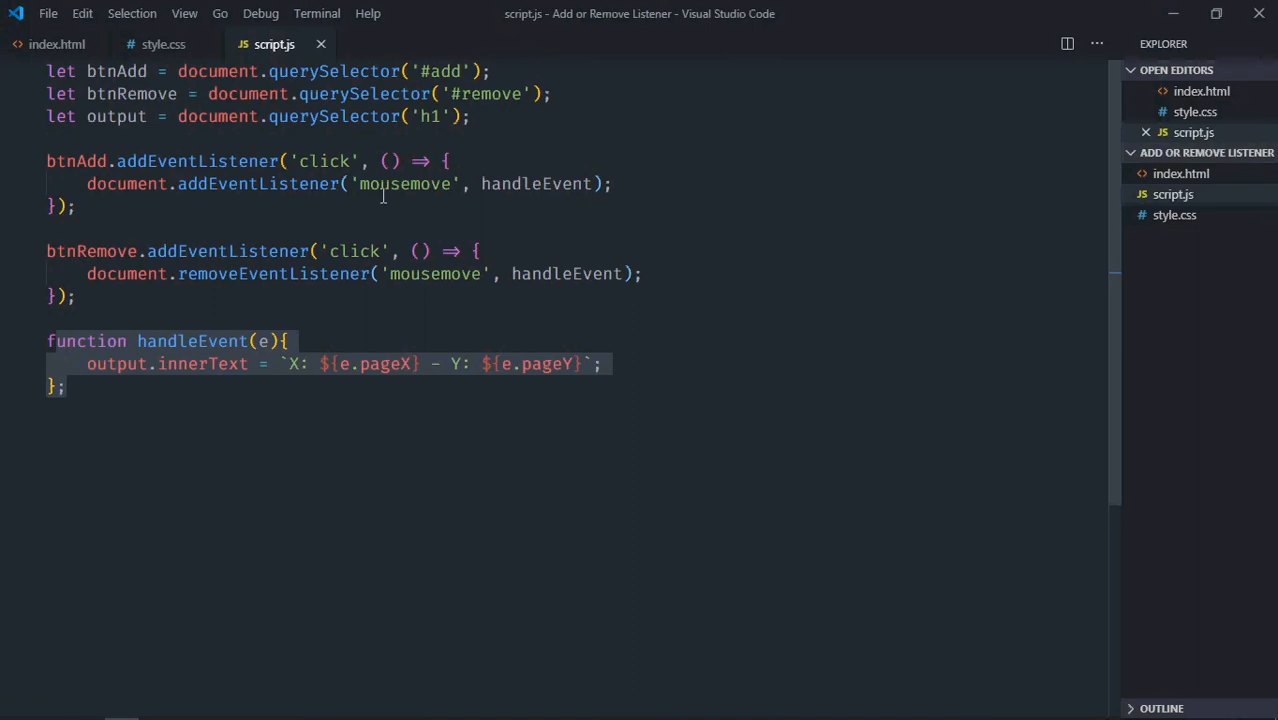 File Edit Selection View Go Debug Terminal Help script.js - Add or Remove Listener - Visual Studio Code
index.html style.css JS script.js
let btnAdd = document.querySelector('#add');
let btnRemove = document.querySelector('#remove');
let output = document.querySelector('h1');
btnAdd.addEventListener('click', () => {
document.addEventListener('mousemove', handleEvent);
});
btnRemove.addEventListener('click', () => {
document.removeEventListener('mousemove', handleEvent);
});
function handleEvent(e){
output.innerText = `X: ${e.pageX} - Y: ${e.pageY}`;
};
EXPLORER
OPEN EDITORS
index.html
style.css
JS script.js
ADD OR REMOVE LISTENER
index.html
JS script.js
style.css
OUTLINE